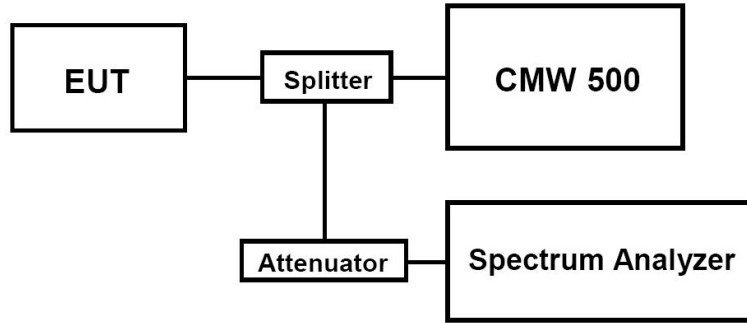 EUT
Splitter
CMW 500
Attenuator
Spectrum Analyzer